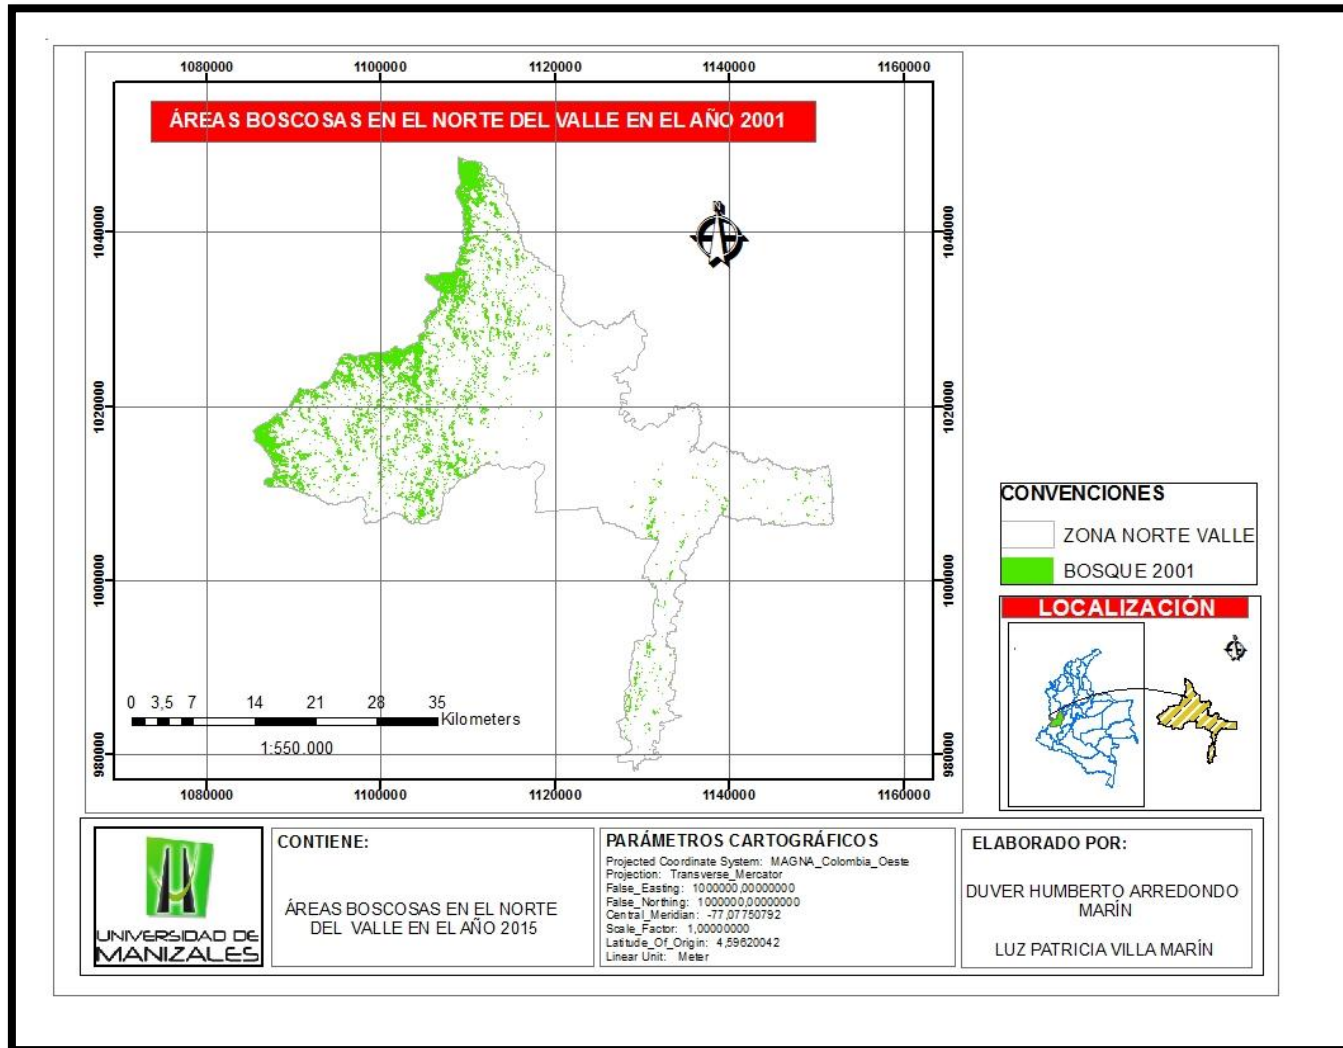 1080000 1100000 1120000 1140000 1160000
ÁREAS BOSCOSAS EN EL NORTE DEL VALLE EN EL AÑO 2001
N
1040000 1040000
1020000 1020000
1000000 1000000
980000 980000
0 3,5 7 14 21 28 35
Kilometers
1:550.000
1080000 1100000 1120000 1140000 1160000
CONVENCIONES
ZONA NORTE VALLE
BOSQUE 2001
LOCALIZACIÓN
UNIVERSIDAD DE
MANIZALES
CONTIENE:
ÁREAS BOSCOSAS EN EL NORTE
DEL VALLE EN EL AÑO 2015
PARÁMETROS CARTOGRÁFICOS
Projected Coordinate System: MAGNA_Colombia_Oeste
Projection: Transverse_Mercator
False_Easting: 1000000,00000000
False_Northing: 1000000,00000000
Central_Meridian: -77,07750792
Scale_Factor: 1,00000000
Latitude_Of_Origin: 4,59620042
Linear Unit: Meter
ELABORADO POR:
DUVER HUMBERTO ARREDONDO
MARÍN
LUZ PATRICIA VILLA MARÍN